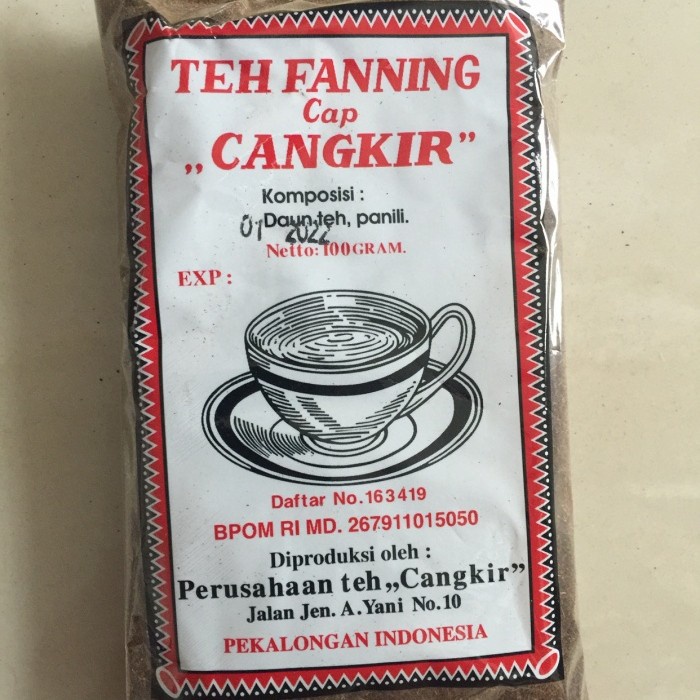 TEH FANNING
Cap
„CANGKIR”
Komposisi :
Daun teh, panili.
01 2022
Netto: 100GRAM.
EXP :
Daftar No.163419
BPOM RI MD. 267911015050
Diproduksi oleh :
Perusahaan teh„Cangkir”
Jalan Jen. A.Yani No.10
PEKALONGAN INDONESIA